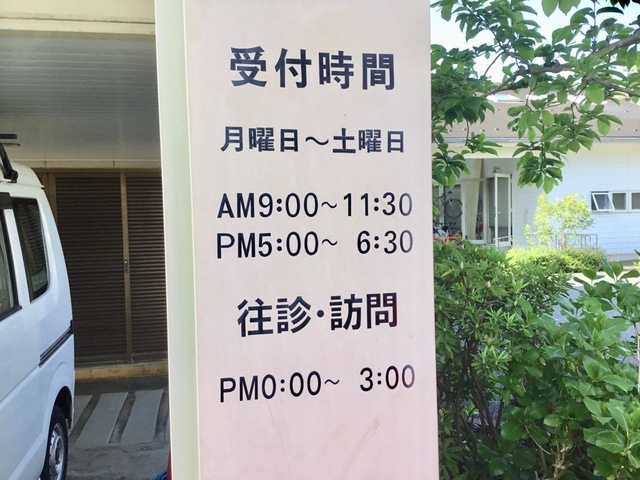 受付時間
月曜日～土曜日
AM9:00～11:30
PM5:00～ 6:30
往診・訪問
PM0:00～ 3:00